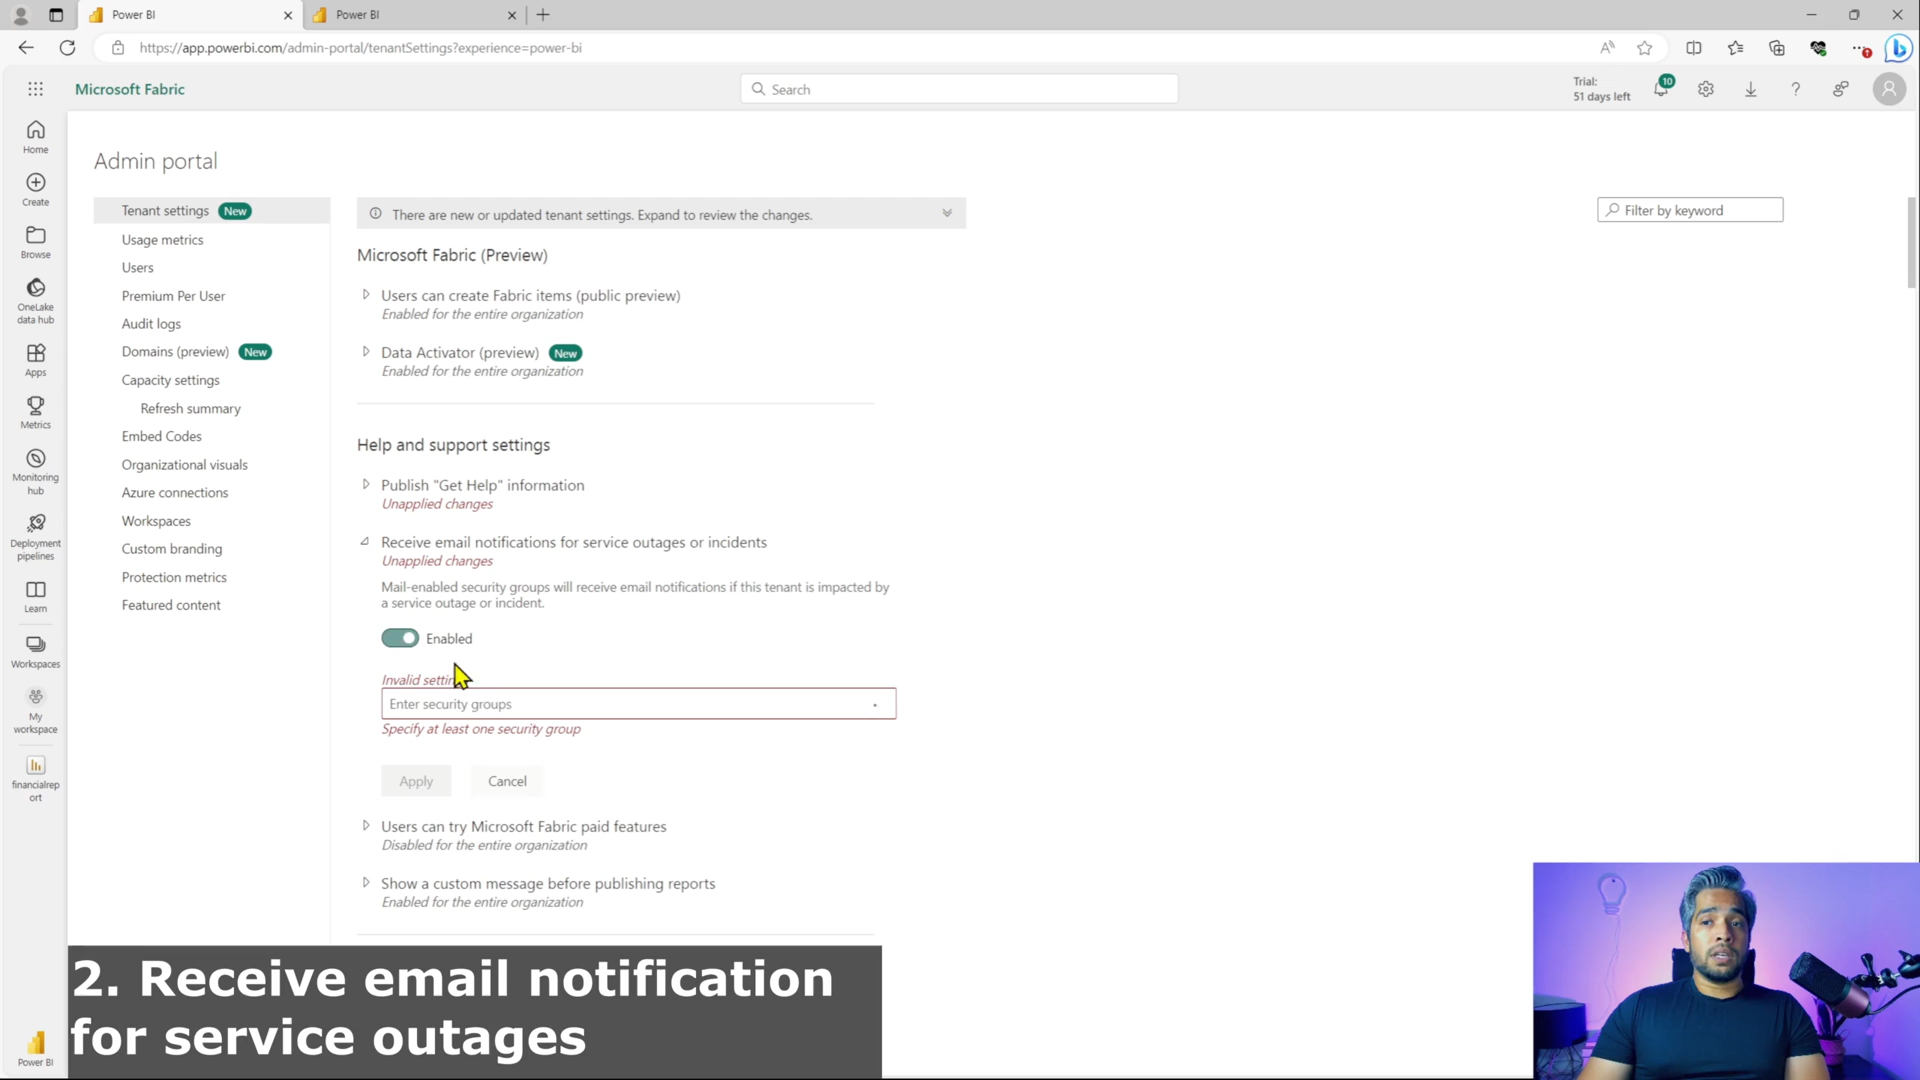 Power BI
Power BI
https://app.powerbi.com/admin-portal/tenantSettings?experience=power-bi
Microsoft Fabric
Search
Trial:
51 days left
10
Home
Create
Browse
OneLake
data hub
Apps
Metrics
Monitoring
hub
Deployment
pipelines
Learn
Workspaces
My
workspace
financialrep
ort
Power BI
Admin portal
Tenant settings New
Usage metrics
Users
Premium Per User
Audit logs
Domains (preview) New
Capacity settings
Refresh summary
Embed Codes
Organizational visuals
Azure connections
Workspaces
Custom branding
Protection metrics
Featured content
There are new or updated tenant settings. Expand to review the changes.
Filter by keyword
Microsoft Fabric (Preview)
Users can create Fabric items (public preview)
Enabled for the entire organization
Data Activator (preview) New
Enabled for the entire organization
Help and support settings
Publish "Get Help" information
Unapplied changes
Receive email notifications for service outages or incidents
Unapplied changes
Mail-enabled security groups will receive email notifications if this tenant is impacted by
a service outage or incident.
Enabled
Invalid
Enter security groups
Specify at least one security group
Apply Cancel
Users can try Microsoft Fabric paid features
Disabled for the entire organization
Show a custom message before publishing reports
Enabled for the entire organization
2. Receive email notification
for service outages